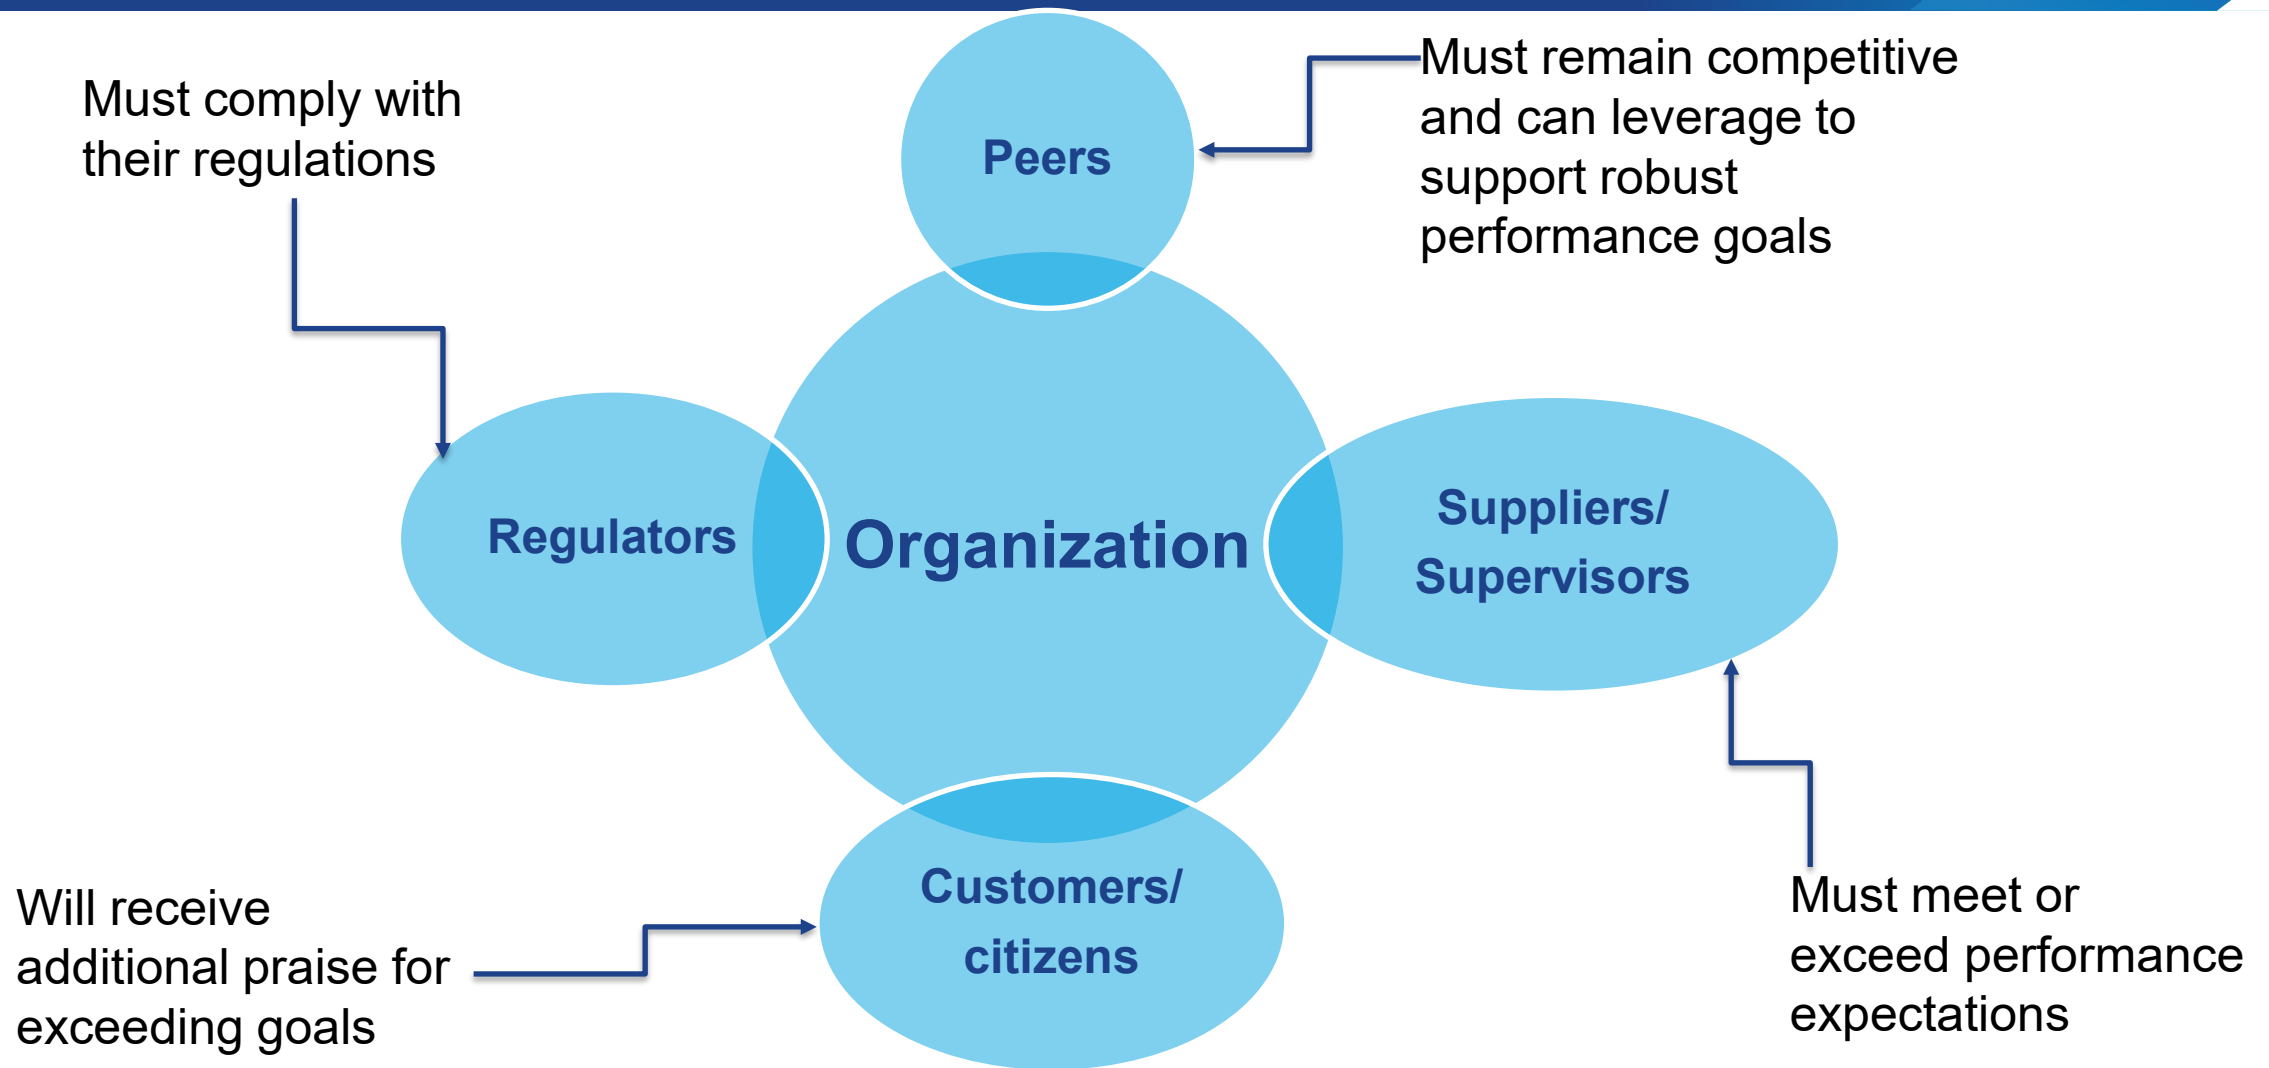 Must comply with
their regulations
Peers
Must remain competitive
and can leverage to
support robust
performance goals
Regulators
Organization
Suppliers/
Supervisors
Customers/
citizens
Will receive
additional praise for
exceeding goals
Must meet or
exceed performance
expectations